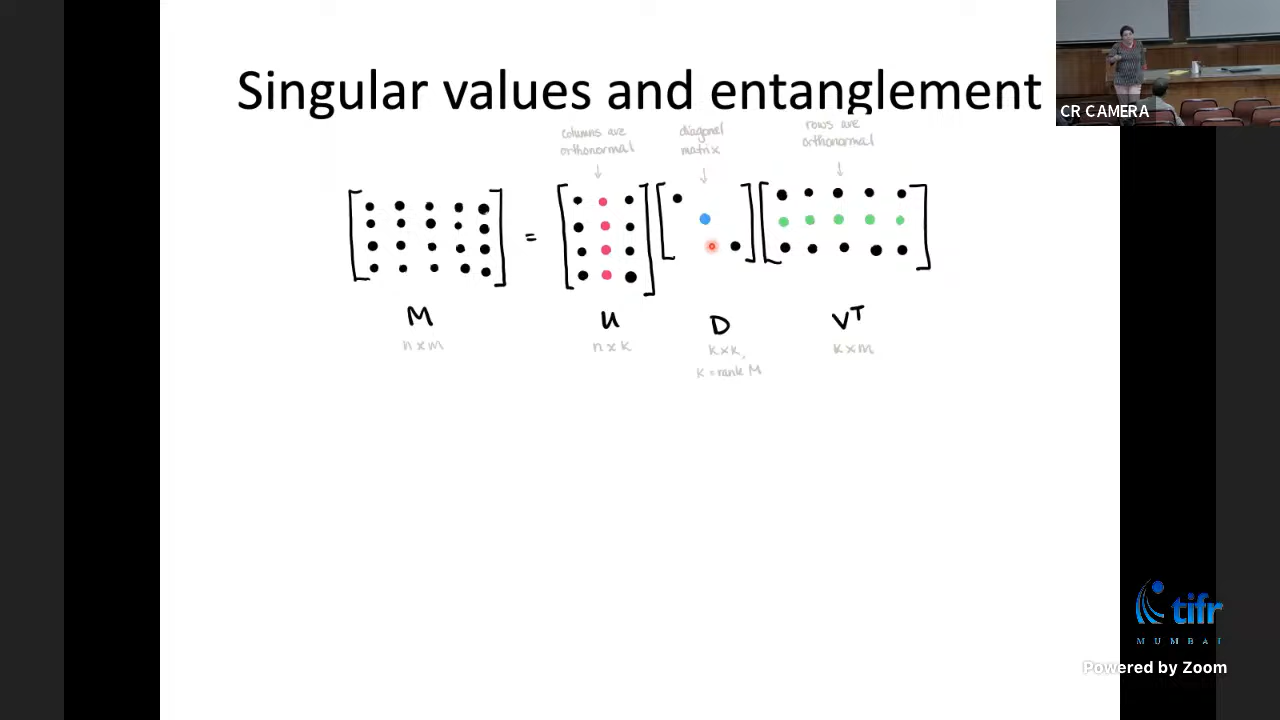 Singular values and entanglement
CR CAMERA
columns are
orthonormal
diagonal
matrix
rows are
orthonormal
=
M
U
D
V^T
n x m
n x k
k x k,
k = rank M
k x m
tifr
MUMBAI
Powered by Zoom